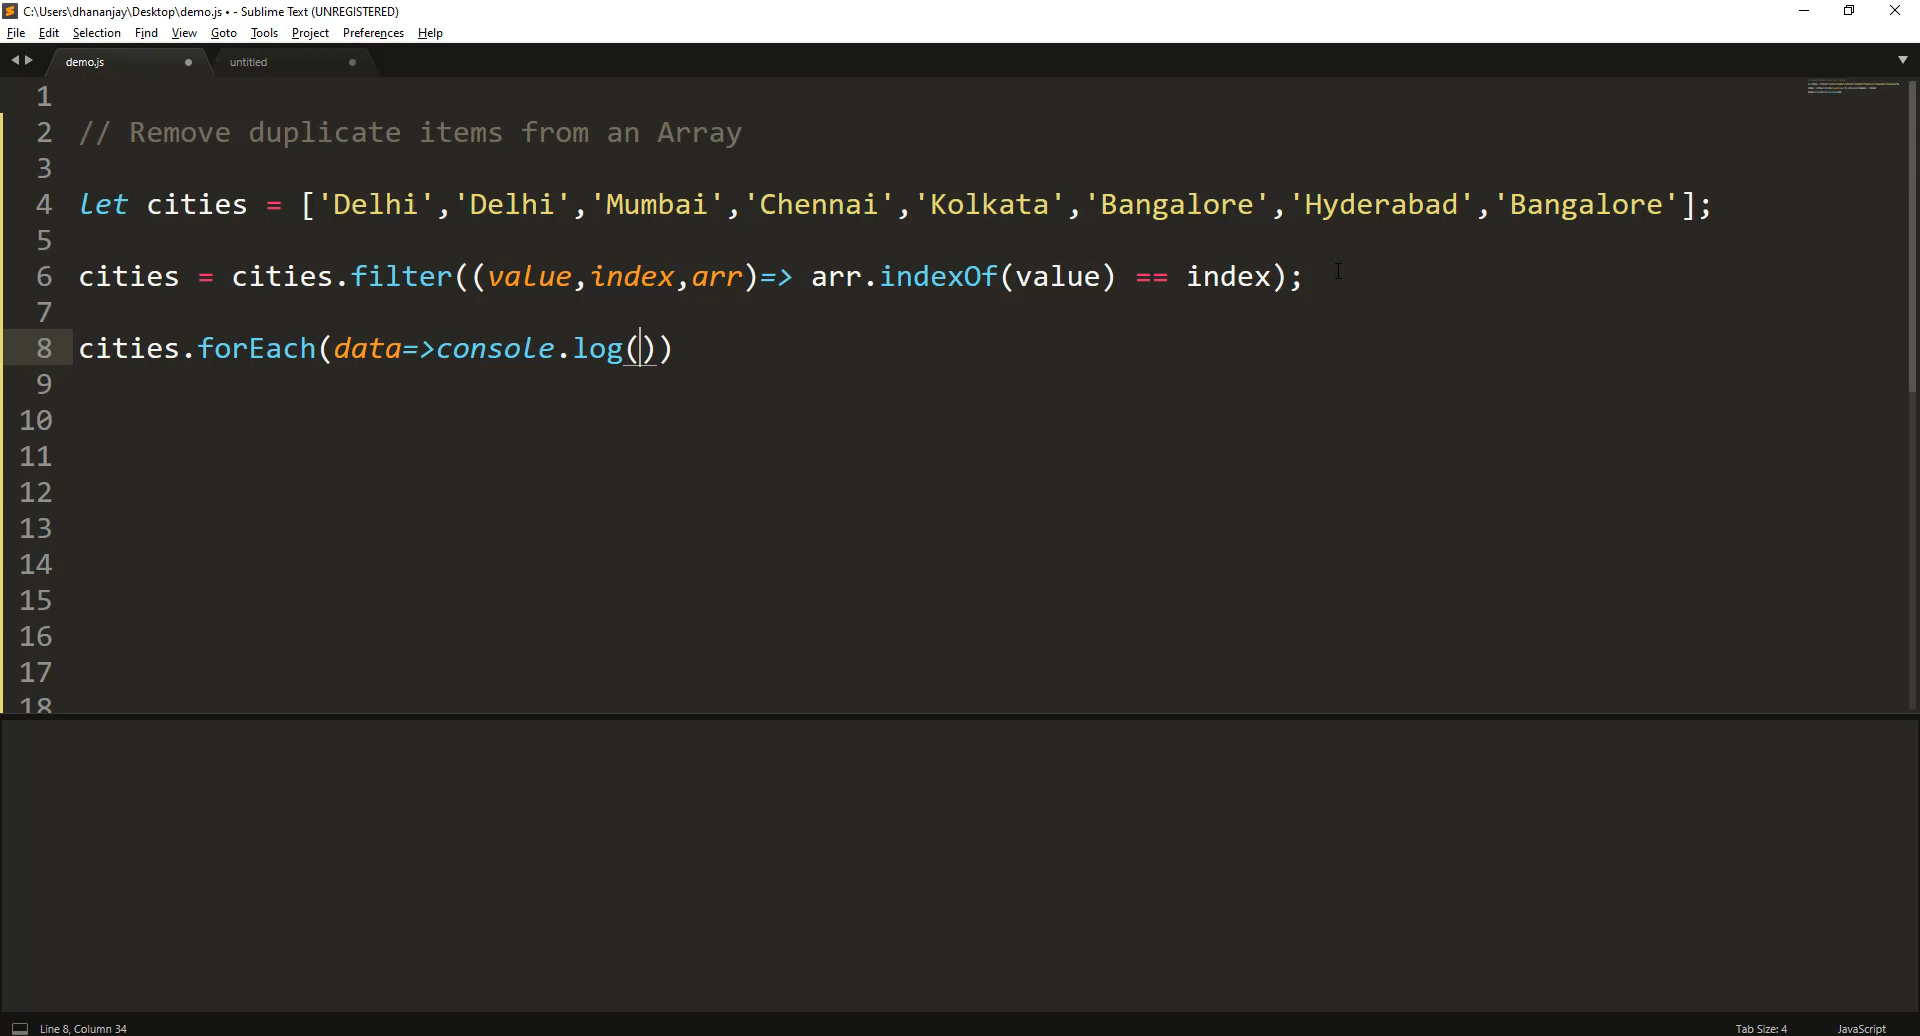 C:\Users\dhananjay\Desktop\demo.js • - Sublime Text (UNREGISTERED)
File Edit Selection Find View Goto Tools Project Preferences Help
demo.js untitled
1
2 // Remove duplicate items from an Array
3
4 let cities = ['Delhi','Delhi','Mumbai','Chennai','Kolkata','Bangalore','Hyderabad','Bangalore'];
5
6 cities = cities.filter((value,index,arr)=> arr.indexOf(value) == index);
7
8 cities.forEach(data=>console.log())
9
10
11
12
13
14
15
16
17
18
Line 8, Column 34 Tab Size: 4 JavaScript